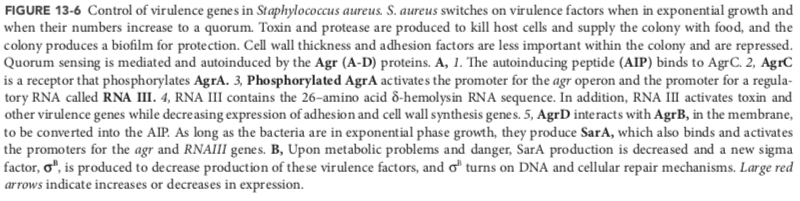 FIGURE 13-6 Control of virulence genes in Staphylococcus aureus. S. aureus switches on virulence factors when in exponential growth and
when their numbers increase to a quorum. Toxin and protease are produced to kill host cells and supply the colony with food, and the
colony produces a biofilm for protection. Cell wall thickness and adhesion factors are less important within the colony and are repressed.
Quorum sensing is mediated and autoinduced by the Agr (A-D) proteins. A, 1. The autoinducing peptide (AIP) binds to AgrC. 2, AgrC
is a receptor that phosphorylates AgrA. 3, Phosphorylated AgrA activates the promoter for the agr operon and the promoter for a regula-
tory RNA called RNA III. 4, RNA III contains the 26–amino acid δ-hemolysin RNA sequence. In addition, RNA III activates toxin and
other virulence genes while decreasing expression of adhesion and cell wall synthesis genes. 5, AgrD interacts with AgrB, in the membrane,
to be converted into the AIP. As long as the bacteria are in exponential phase growth, they produce SarA, which also binds and activates
the promoters for the agr and RNAIII genes. B, Upon metabolic problems and danger, SarA production is decreased and a new sigma
factor, σᴮ, is produced to decrease production of these virulence factors, and σᴮ turns on DNA and cellular repair mechanisms. Large red
arrows indicate increases or decreases in expression.